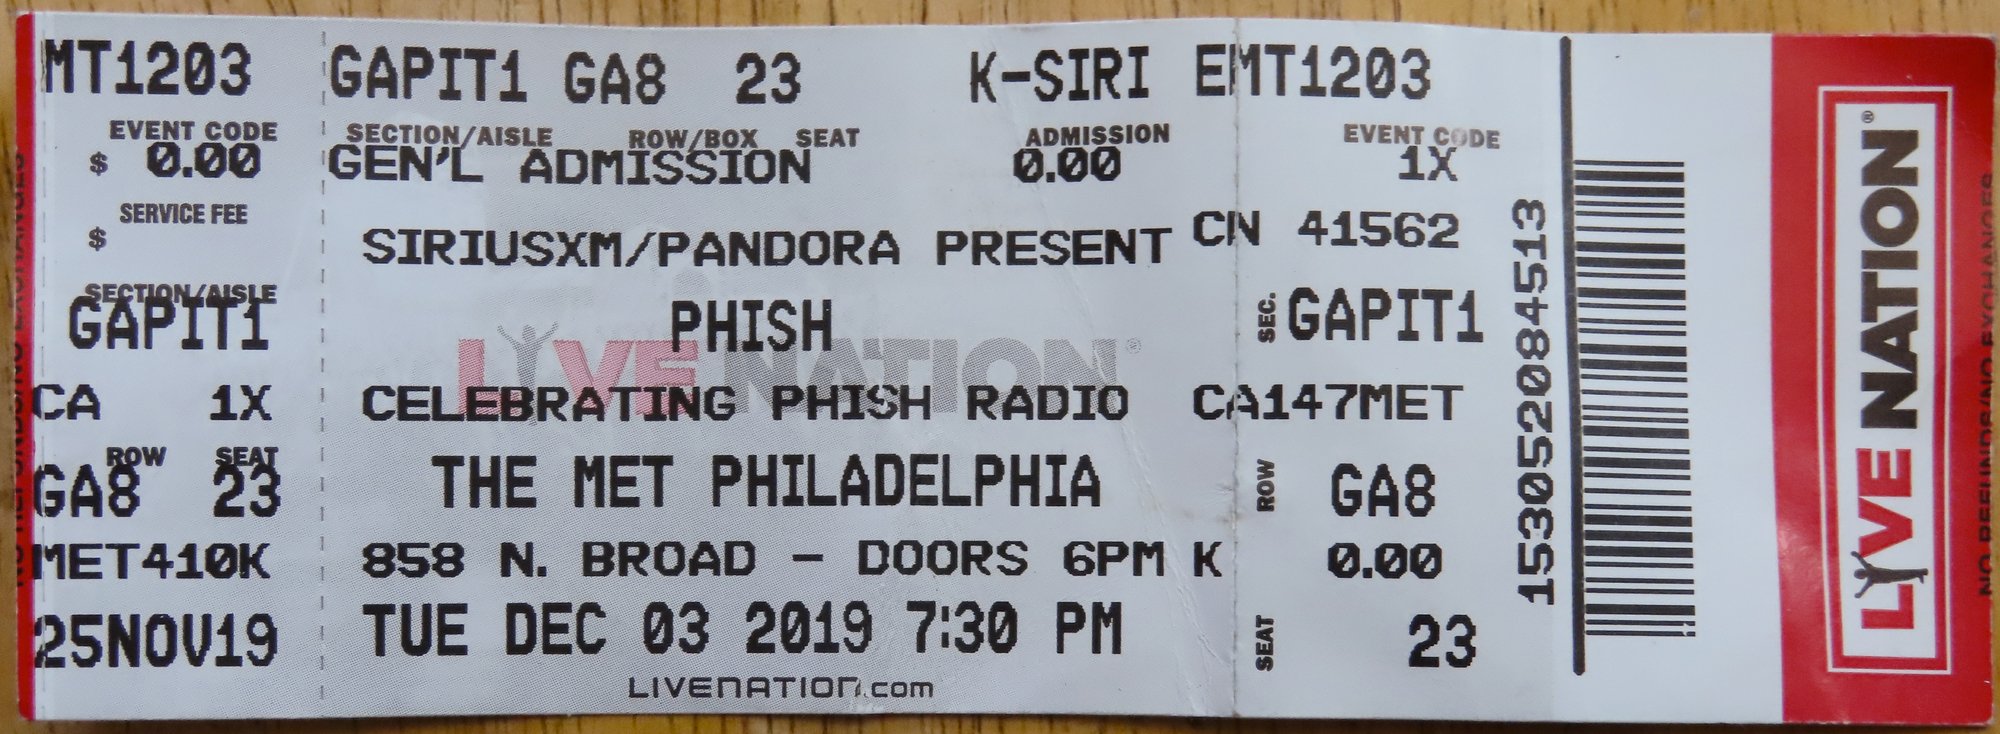 MT1203
EVENT CODE
$ 0.00
SERVICE FEE
$
SECTION/AISLE
GAPIT1
CA 1X
ROW SEAT
GA8 23
MET410K
25NOV19
GAPIT1 GA8 23 K-SIRI
SECTION/AISLE ROW/BOX SEAT ADMISSION
GEN'L ADMISSION 0.00
SIRIUSXM/PANDORA PRESENT
PHISH
LIVE NATION®
CELEBRATING PHISH RADIO
THE MET PHILADELPHIA
858 N. BROAD - DOORS 6PM K
TUE DEC 03 2019 7:30 PM
LIVENATION.com
EMT1203
EVENT CODE
1X
CN 41562
SEC. GAPIT1
CA147MET
ROW GA8
0.00
SEAT 23
153052084513
LIVE NATION®
NO REFUNDS/NO EXCHANGES